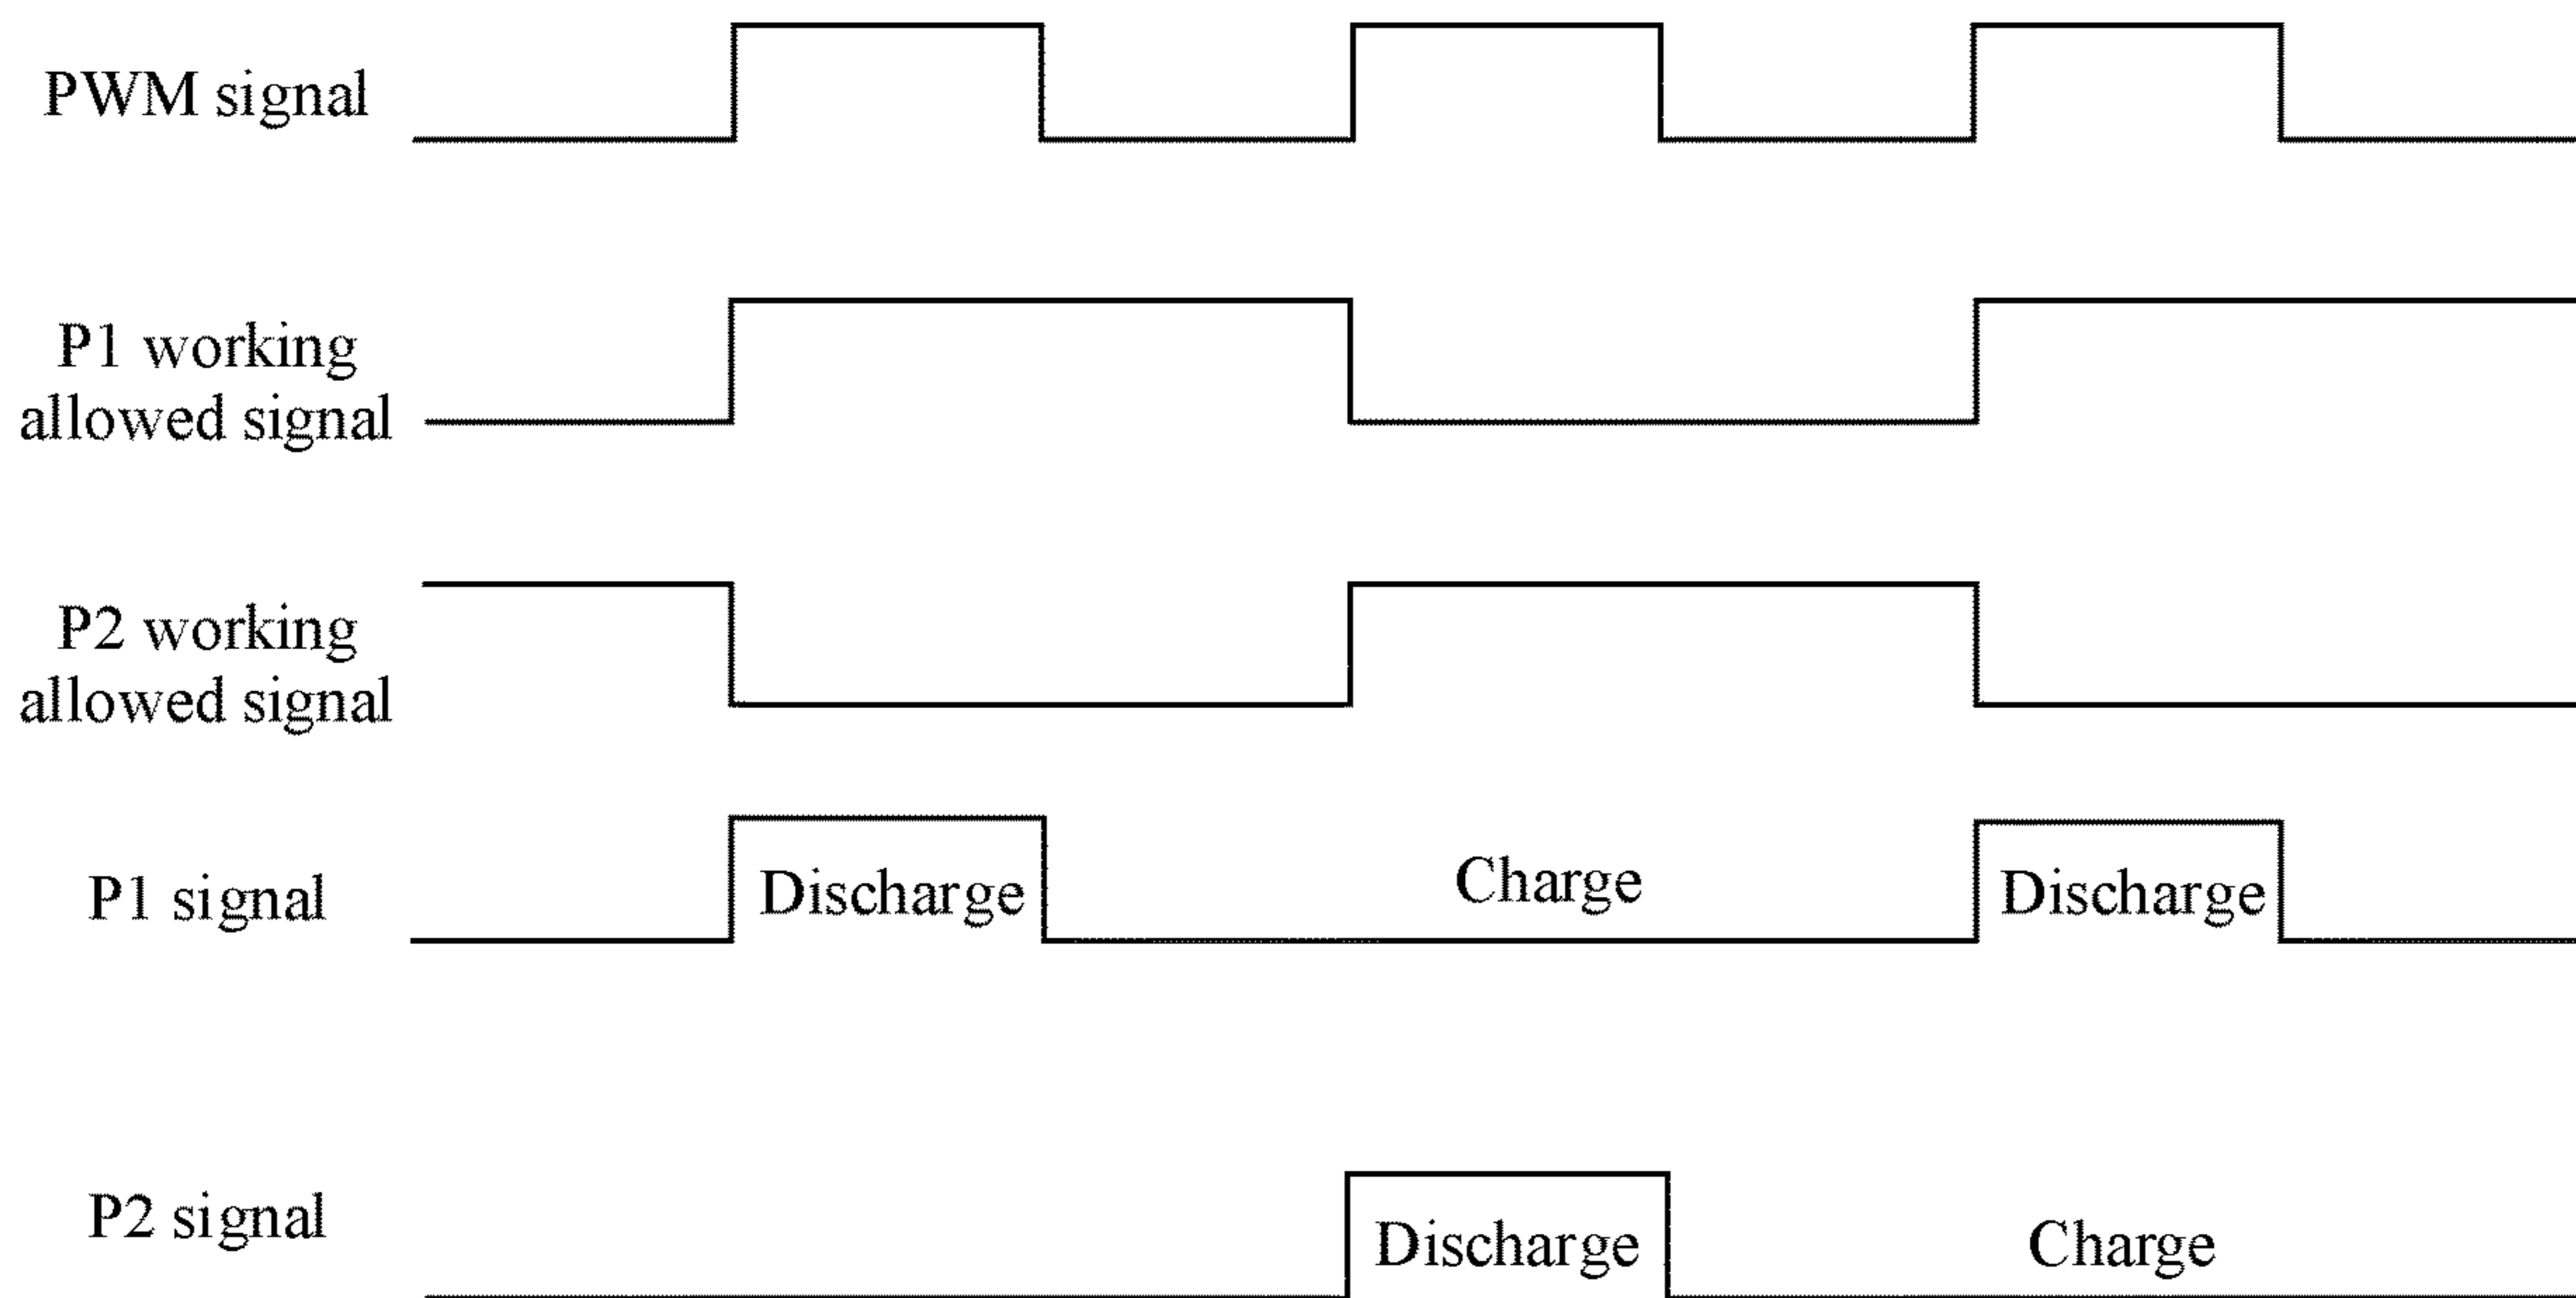 PWM signal
P1 working
allowed signal
P2 working
allowed signal
P1 signal
Discharge
Charge
Discharge
P2 signal
Discharge
Charge